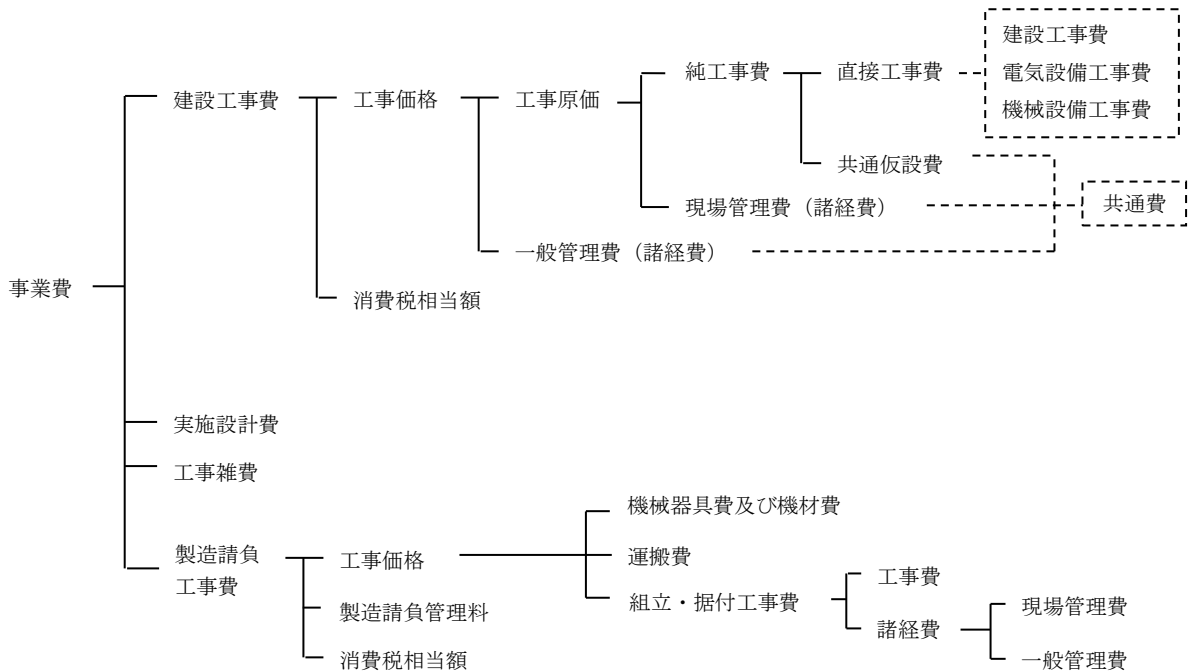 事業費
建設工事費
工事価格
工事原価
純工事費
直接工事費
建設工事費
電気設備工事費
機械設備工事費
共通仮設費
現場管理費（諸経費）
共通費
一般管理費（諸経費）
消費税相当額
実施設計費
工事雑費
製造請負
工事費
工事価格
機械器具費及び機材費
運搬費
組立・据付工事費
工事費
諸経費
現場管理費
一般管理費
製造請負管理料
消費税相当額